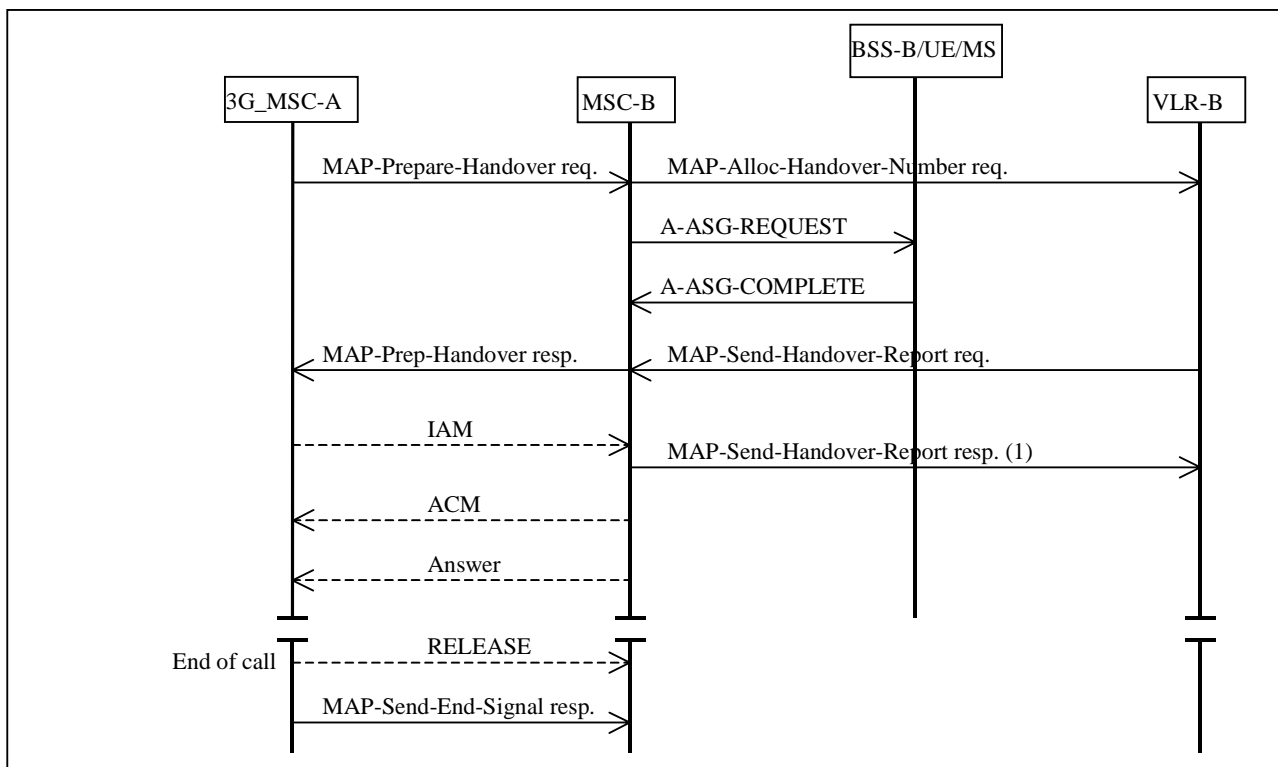 BSS-B/UE/MS
3G_MSC-A
MSC-B
VLR-B
MAP-Prepare-Handover req.
MAP-Alloc-Handover-Number req.
A-ASG-REQUEST
A-ASG-COMPLETE
MAP-Prep-Handover resp.
MAP-Send-Handover-Report req.
IAM
MAP-Send-Handover-Report resp. (1)
ACM
Answer
RELEASE
End of call
MAP-Send-End-Signal resp.